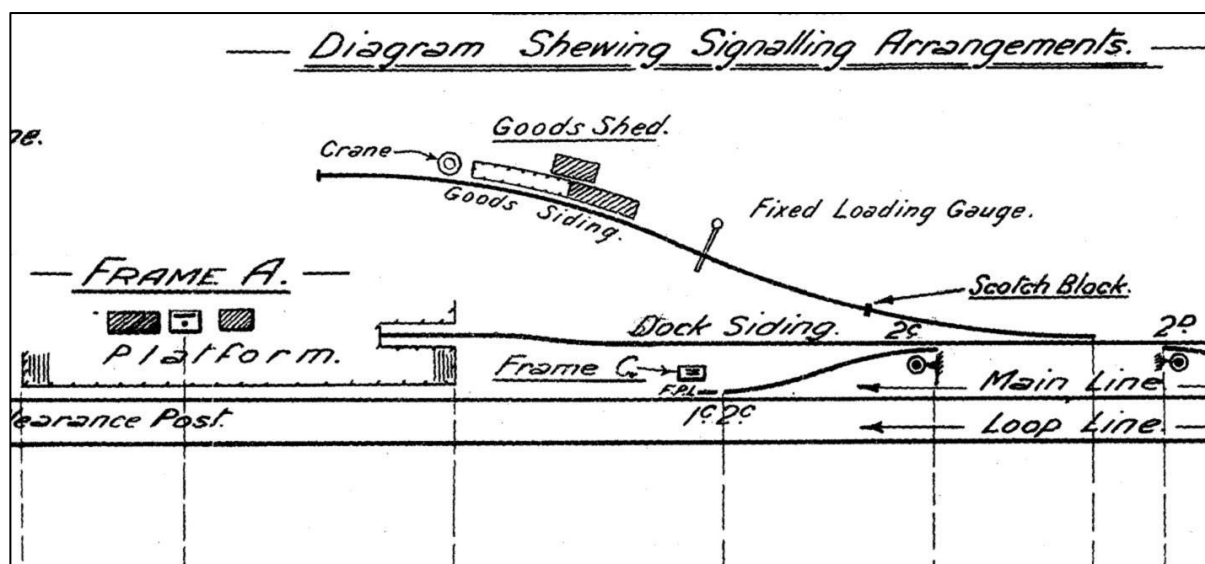 Diagram Shewing Signalling Arrangements.
Goods Shed.
Crane
Goods Siding.
Fixed Loading Gauge.
FRAME A.
Scotch Block.
Dock Siding.
2ᶜ
2ᴰ
Platform.
Frame C.
F.P.L.
Main Line
1ᶜ 2ᶜ
learance Post.
Loop Line